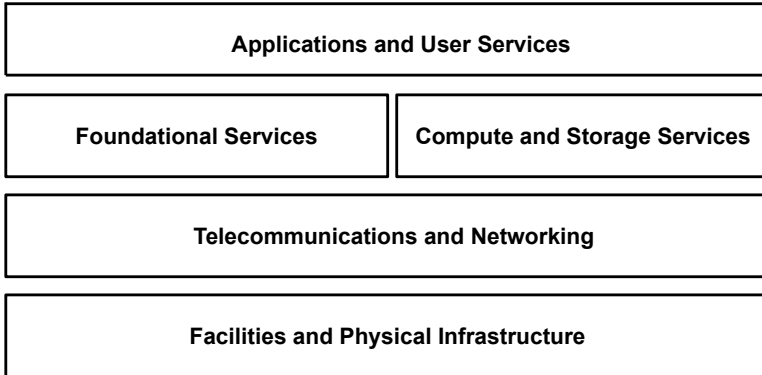 Applications and User Services
Foundational Services
Compute and Storage Services
Telecommunications and Networking
Facilities and Physical Infrastructure